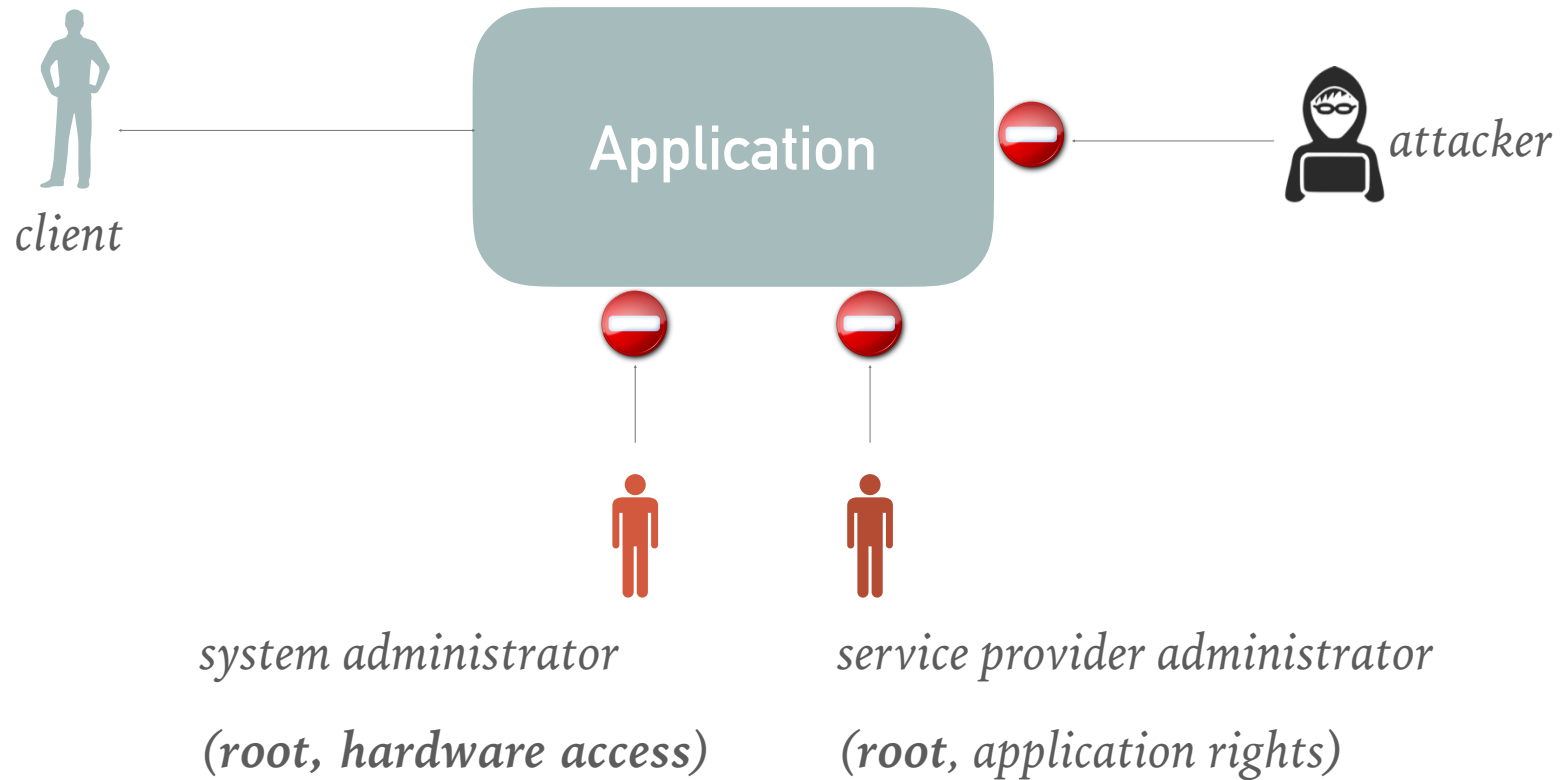 Application
attacker
client
system administrator
service provider administrator
(root, hardware access)
(root, application rights)